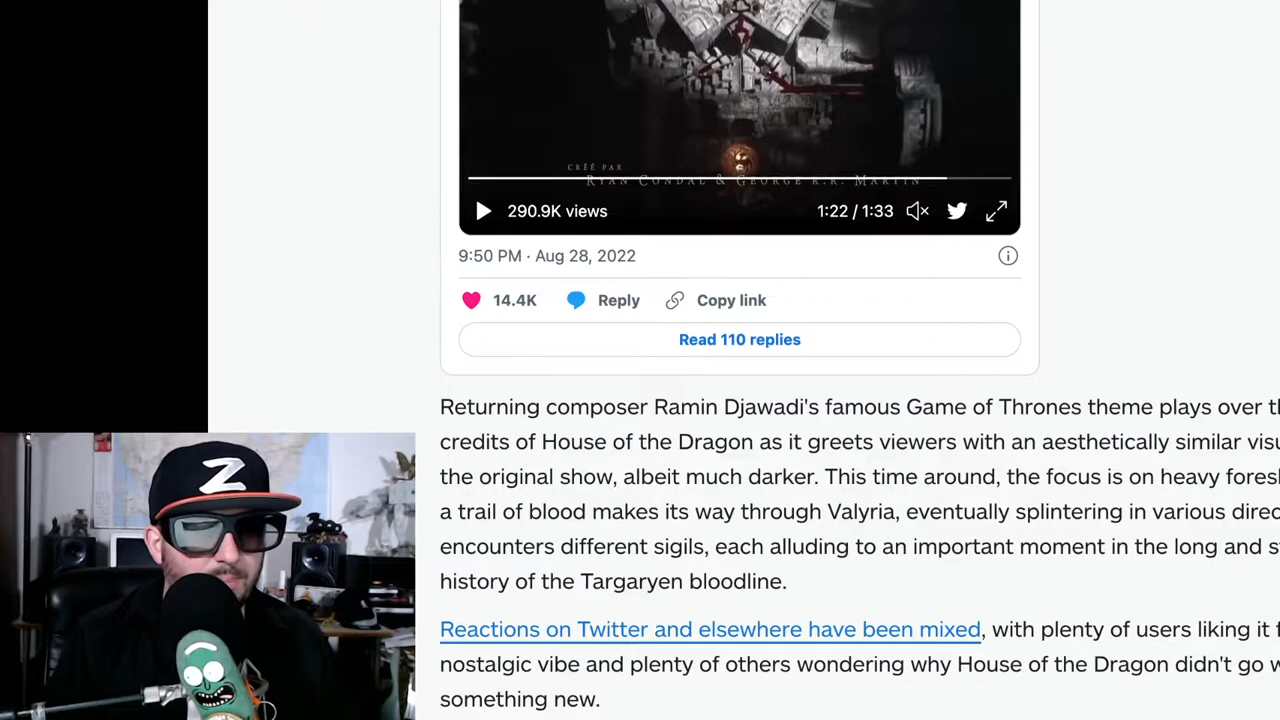 CRÉÉ PAR
RYAN CONDAL & GEORGE R.R. MARTIN
290.9K views
1:22 / 1:33
9:50 PM · Aug 28, 2022
14.4K
Reply
Copy link
Read 110 replies
Returning composer Ramin Djawadi's famous Game of Thrones theme plays over
credits of House of the Dragon as it greets viewers with an aesthetically similar
the original show, albeit much darker. This time around, the focus is on heavy
a trail of blood makes its way through Valyria, eventually splintering in various
encounters different sigils, each alluding to an important moment in the long and
history of the Targaryen bloodline.
Reactions on Twitter and elsewhere have been mixed, with plenty of users liking it
nostalgic vibe and plenty of others wondering why House of the Dragon didn't go
something new.
Z